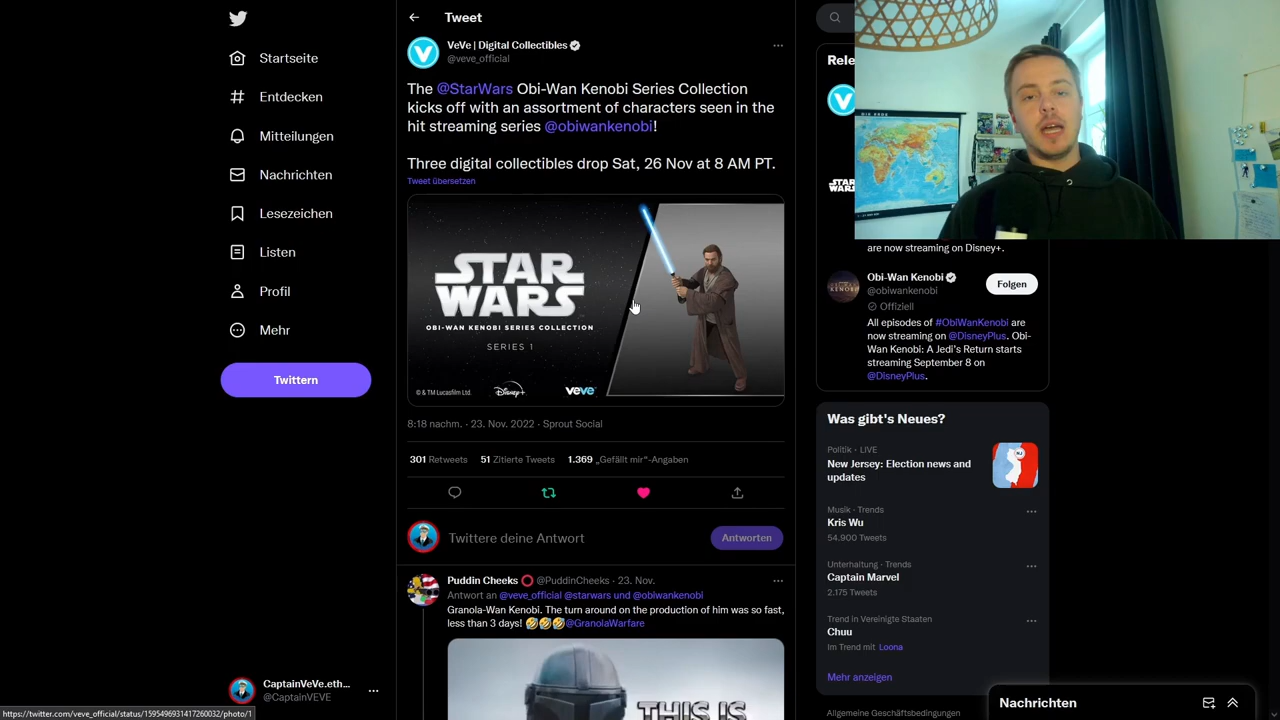 Startseite
Entdecken
Mitteilungen
Nachrichten
Lesezeichen
Listen
Profil
Mehr
Twittern
CaptainVeVe.eth...
@CaptainVEVE
https://twitter.com/veve_official/status/1595496931417260032/photo/1
Tweet
VeVe | Digital Collectibles
@veve_official
The @StarWars Obi-Wan Kenobi Series Collection
kicks off with an assortment of characters seen in the
hit streaming series @obiwankenobi!
Three digital collectibles drop Sat, 26 Nov at 8 AM PT.
Tweet übersetzen
STAR
WARS
OBI-WAN KENOBI SERIES COLLECTION
SERIES 1
© & TM Lucasfilm Ltd.
Disney+
veve
8:18 nachm. · 23. Nov. 2022 · Sprout Social
301 Retweets 51 Zitierte Tweets 1.369 „Gefällt mir“-Angaben
Twittere deine Antwort
Antworten
Puddin Cheeks ⭕ @PuddinCheeks · 23. Nov.
Antwort an @veve_official @starwars und @obiwankenobi
Granola-Wan Kenobi. The turn around on the production of him was so fast,
less than 3 days! 🤣🤣🤣@GranolaWarfare
THIS IS
Rele
STAR
WARS
DIE ERDE
are now streaming on Disney+.
Obi-Wan Kenobi
@obiwankenobi
Folgen
Offiziell
All episodes of #ObiWanKenobi are
now streaming on @DisneyPlus. Obi-
Wan Kenobi: A Jedi's Return starts
streaming September 8 on
@DisneyPlus.
Was gibt's Neues?
Politik · LIVE
New Jersey: Election news and
updates
NJ
Musik · Trends
Kris Wu
54.900 Tweets
Unterhaltung · Trends
Captain Marvel
2.175 Tweets
Trend in Vereinigte Staaten
Chuu
Im Trend mit Loona
Mehr anzeigen
Allgemeine Geschäftsbedingungen
Nachrichten